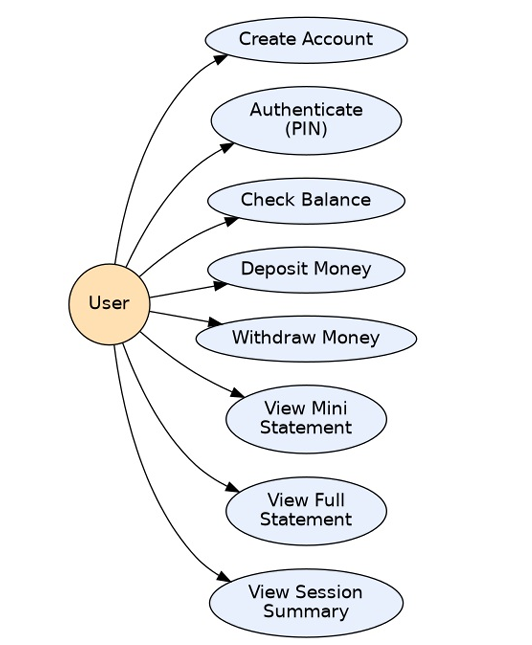 Create Account
Authenticate
(PIN)
Check Balance
Deposit Money
User
Withdraw Money
View Mini
Statement
View Full
Statement
View Session
Summary